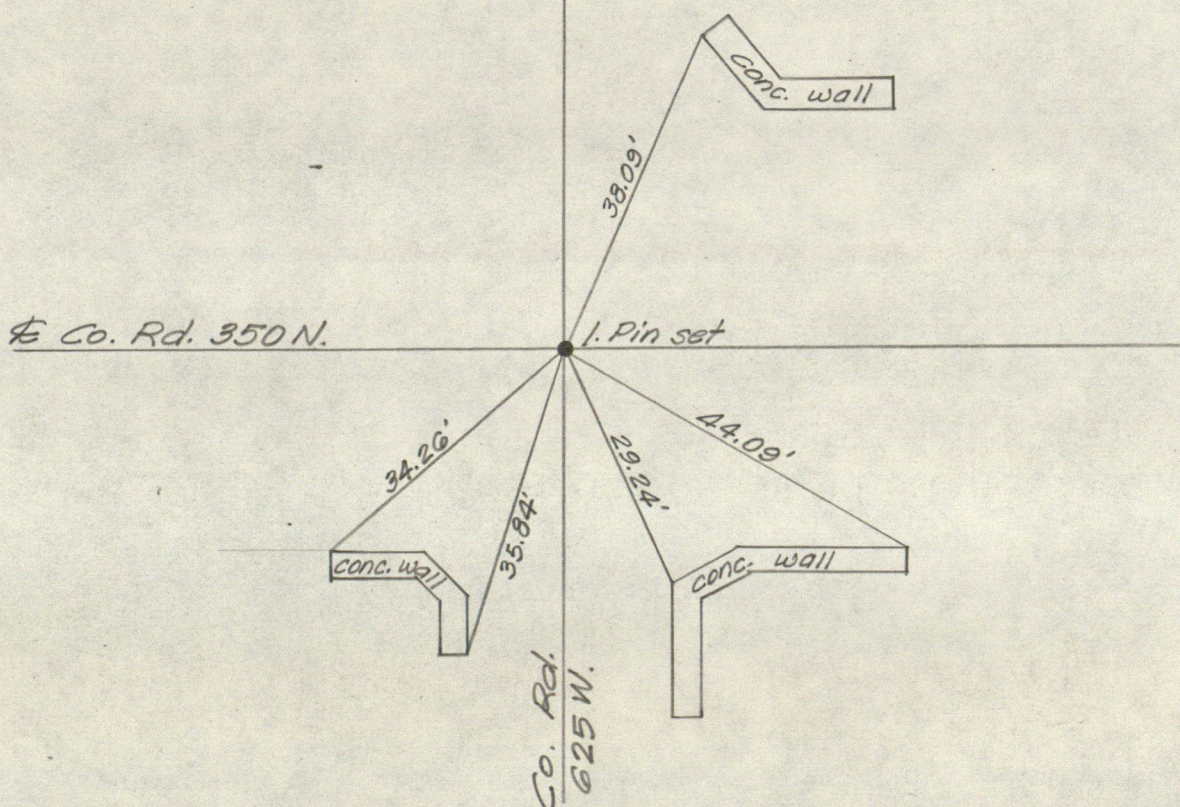 conc. wall
38.09'
℄ Co. Rd. 350 N.
I. Pin set
34.26'
35.84'
29.24'
44.09'
conc. wall
conc. wall
Co. Rd.
625 W.